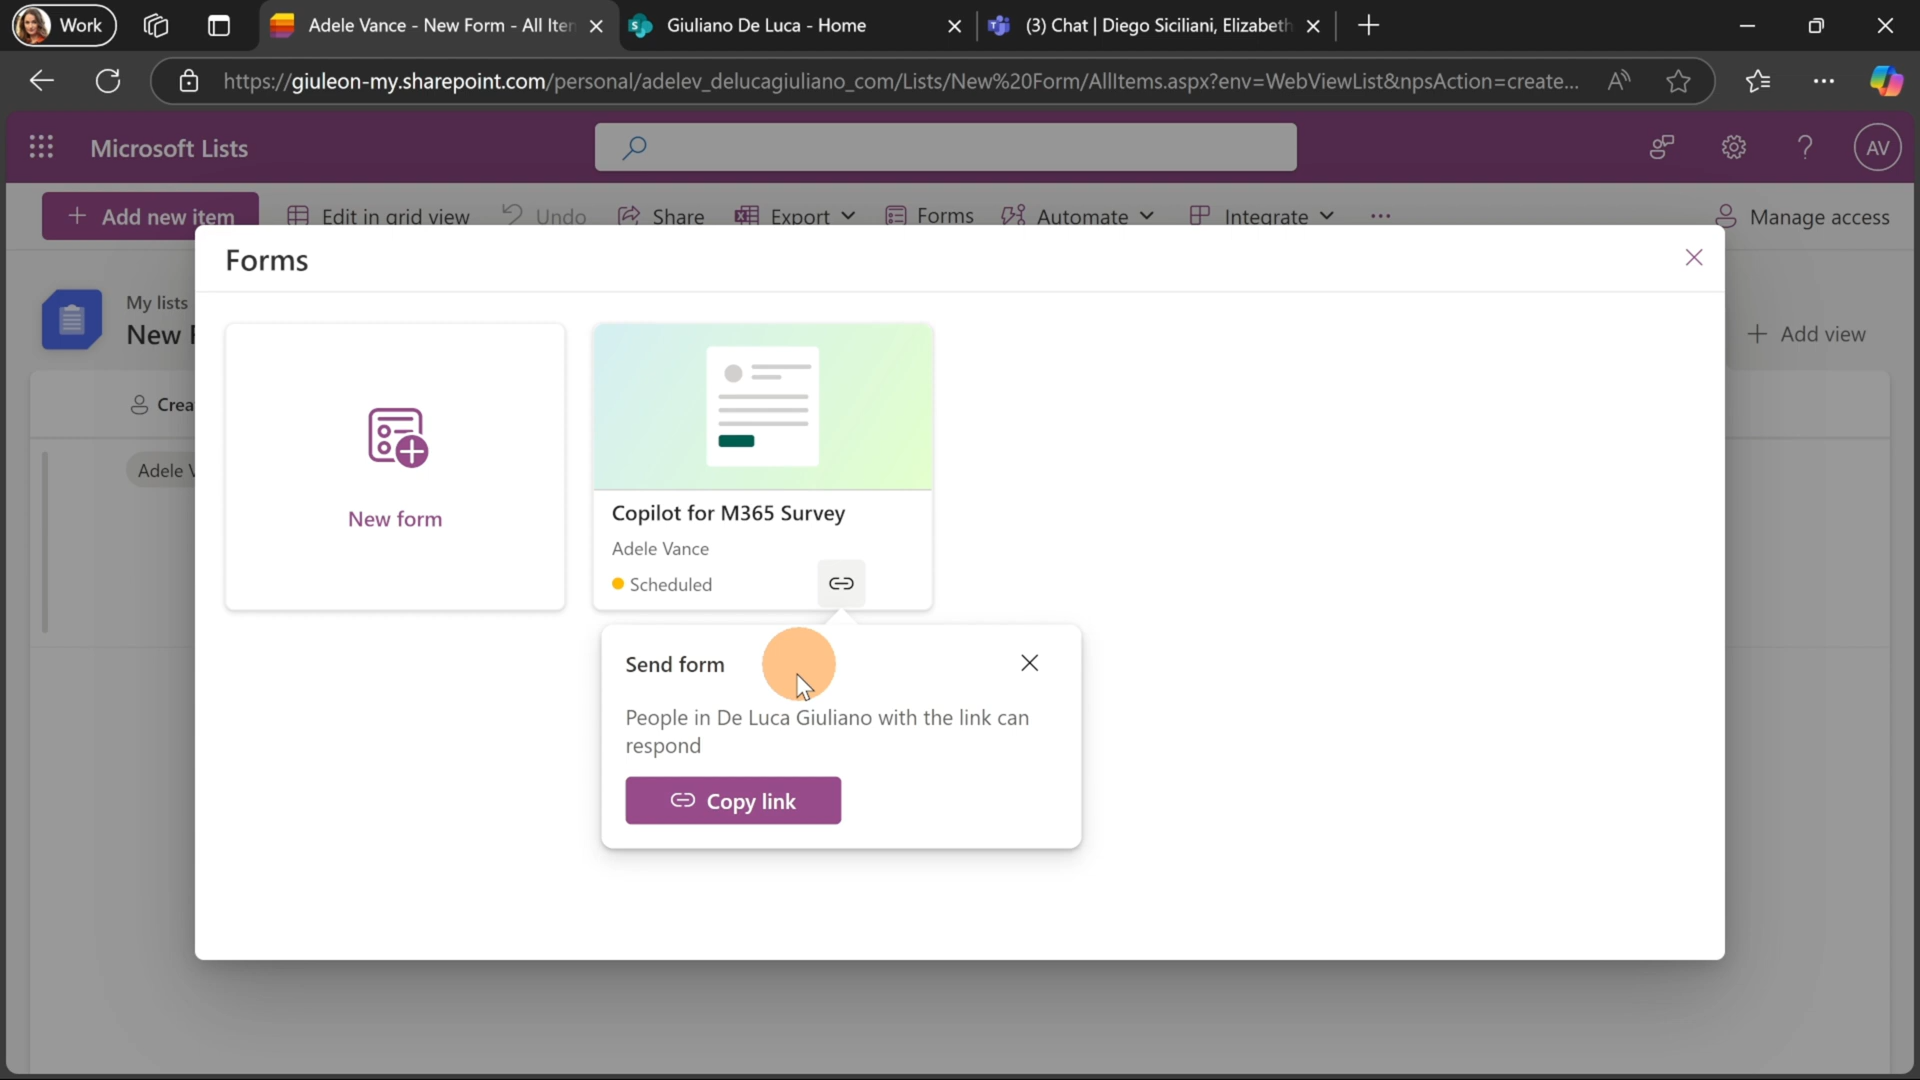 Work
Adele Vance - New Form - All Iten
Giuliano De Luca - Home
(3) Chat | Diego Siciliani, Elizabeth
https://giuleon-my.sharepoint.com/personal/adelev_delucagiuliano_com/Lists/New%20Form/AllItems.aspx?env=WebViewList&npsAction=create...
Microsoft Lists
AV
Add new item
Edit in grid view
Undo
Share
Export
Forms
Automate
Integrate
Manage access
Forms
My lists
New F
Add view
Crea
Adele V
New form
Copilot for M365 Survey
Adele Vance
Scheduled
Send form
People in De Luca Giuliano with the link can
respond
Copy link